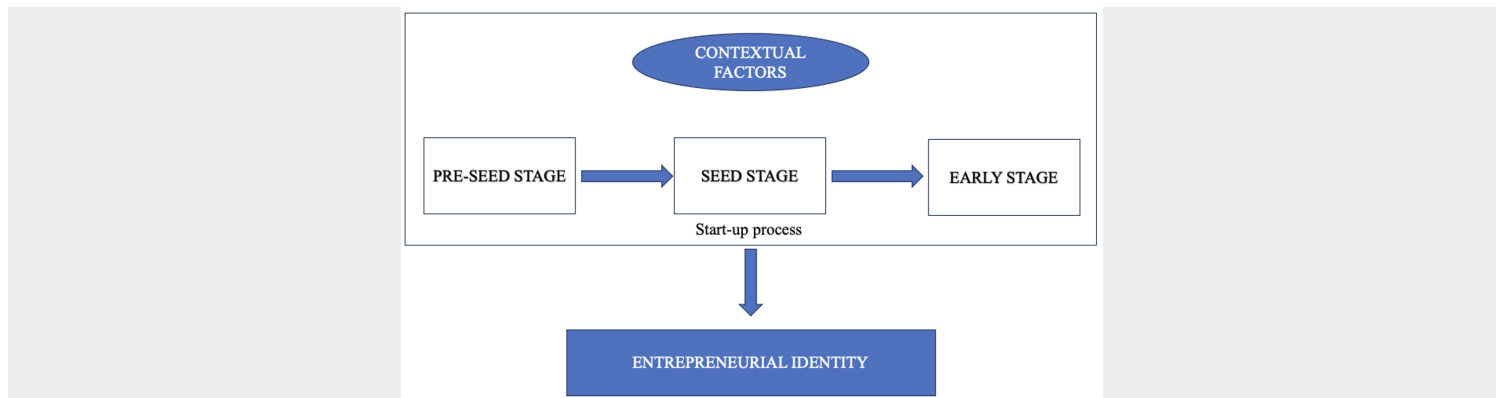 CONTEXTUAL
FACTORS
PRE-SEED STAGE
SEED STAGE
EARLY STAGE
Start-up process
ENTREPRENEURIAL IDENTITY